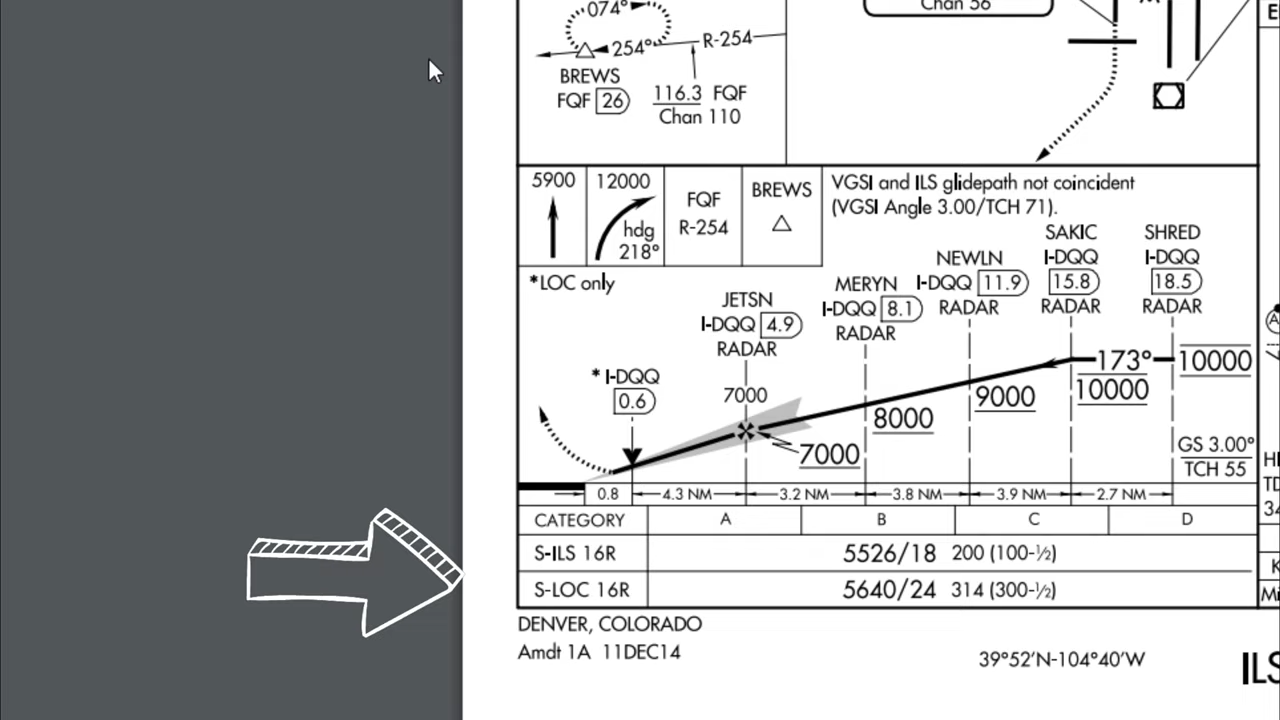 Chan 56
074°
254°
R-254
BREWS
FQF 26
116.3 FQF
Chan 110
5900
12000
hdg
218°
FQF
R-254
BREWS
VGSI and ILS glidepath not coincident
(VGSI Angle 3.00/TCH 71).
*LOC only
SAKIC
I-DQQ
15.8
RADAR
SHRED
I-DQQ
18.5
RADAR
NEWLN
I-DQQ 11.9
RADAR
MERYN
I-DQQ 8.1
RADAR
JETSN
I-DQQ 4.9
RADAR
* I-DQQ
0.6
7000
7000
8000
9000
173°
10000
10000
GS 3.00°
TCH 55
0.8 4.3 NM 3.2 NM 3.8 NM 3.9 NM 2.7 NM
CATEGORY A B C D
S-ILS 16R 5526/18 200 (100-½)
S-LOC 16R 5640/24 314 (300-½)
DENVER, COLORADO
Amdt 1A 11DEC14
39°52'N-104°40'W
ILS